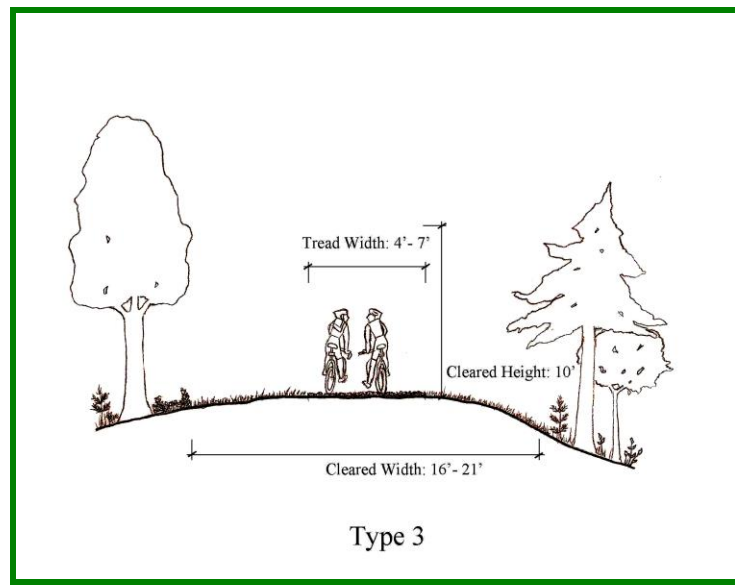 Tread Width: 4’- 7’
Cleared Height: 10’
Cleared Width: 16’- 21’
Type 3